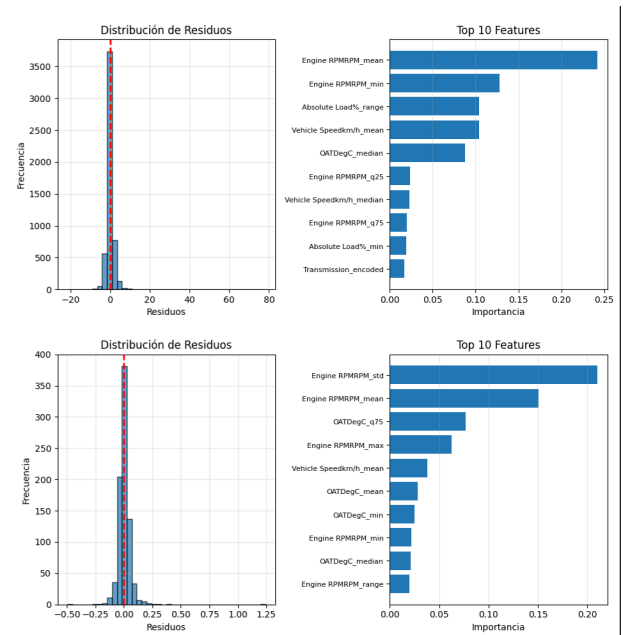 Distribución de Residuos
Frecuencia
3500
3000
2500
2000
1500
1000
500
0
−20 0 20 40 60 80
Residuos
Top 10 Features
Engine RPMRPM_mean
Engine RPMRPM_min
Absolute Load%_range
Vehicle Speedkm/h_mean
OATDegC_median
Engine RPMRPM_q25
Vehicle Speedkm/h_median
Engine RPMRPM_q75
Absolute Load%_min
Transmission_encoded
0.00 0.05 0.10 0.15 0.20 0.25
Importancia
Distribución de Residuos
Frecuencia
400
350
300
250
200
150
100
50
0
−0.50 −0.25 0.00 0.25 0.50 0.75 1.00 1.25
Residuos
Top 10 Features
Engine RPMRPM_std
Engine RPMRPM_mean
OATDegC_q75
Engine RPMRPM_max
Vehicle Speedkm/h_mean
OATDegC_mean
OATDegC_min
Engine RPMRPM_min
OATDegC_median
Engine RPMRPM_range
0.00 0.05 0.10 0.15 0.20
Importancia